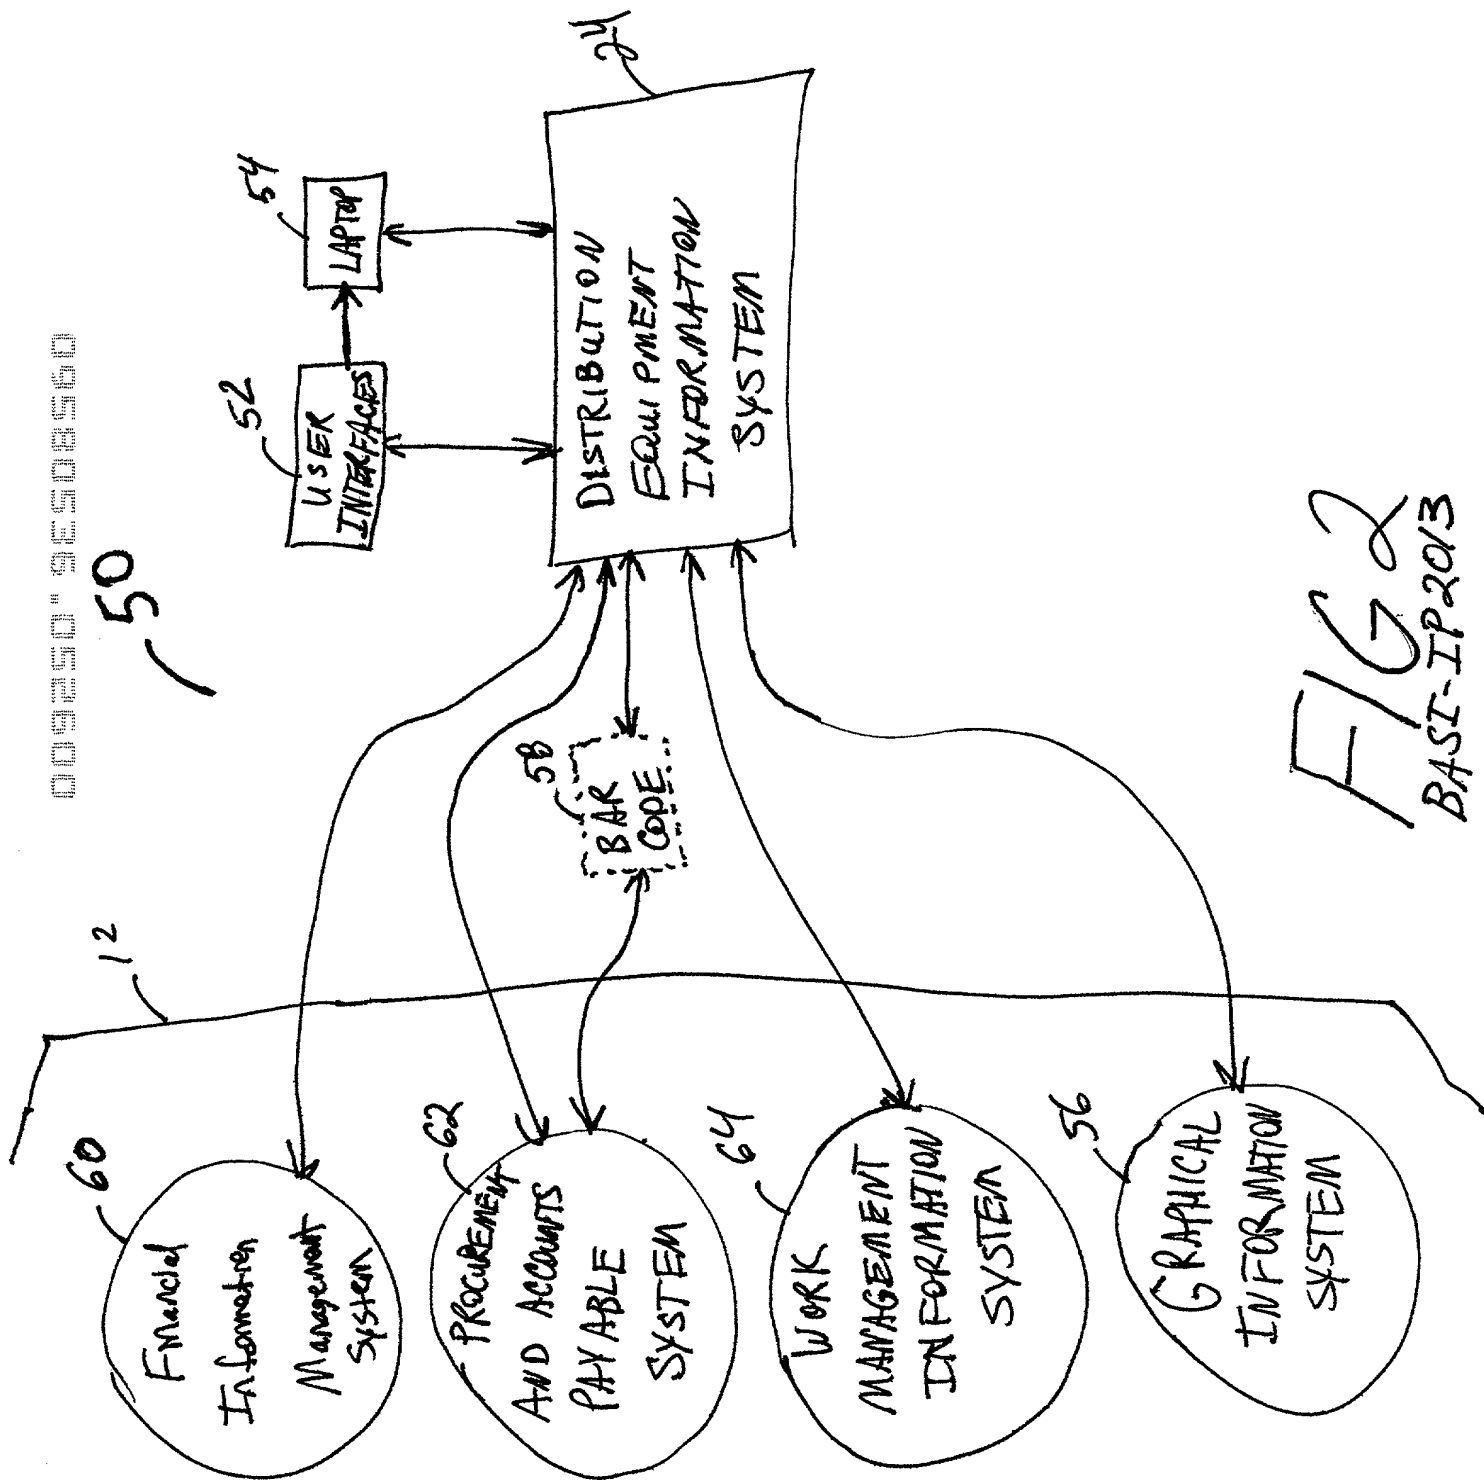 09580536.052600
50
52
USER
INTERFACES
54
LAPTOP
24
DISTRIBUTION
EQUIPMENT
INFORMATION
SYSTEM
58
BAR
CODE
12
60
Financial
Information
Management
System
62
PROCUREMENT
AND ACCOUNTS
PAYABLE
SYSTEM
64
WORK
MANAGEMENT
INFORMATION
SYSTEM
56
GRAPHICAL
INFORMATION
SYSTEM
FIG 2
BASI-IP2013